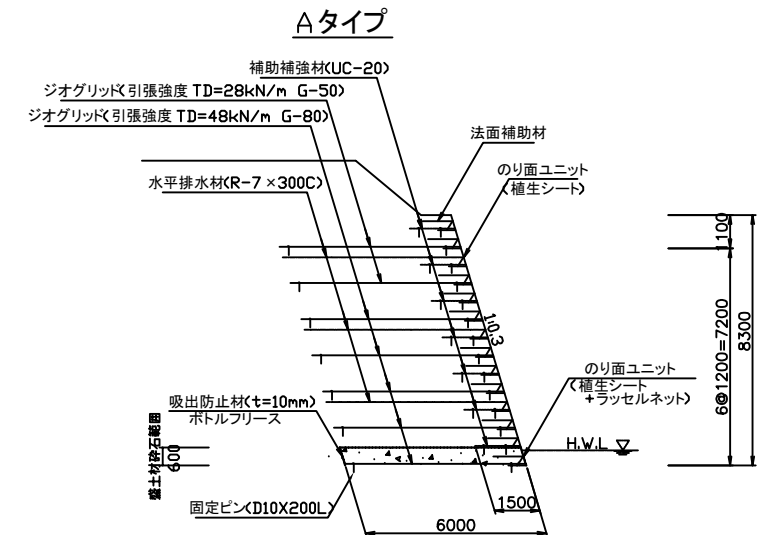 Aタイプ
補助補強材(UC-20)
ジオグリッド(引張強度 TD=28kN/m G-50)
ジオグリッド(引張強度 TD=48kN/m G-80)
法面補助材
水平排水材(R-7×300C)
のり面ユニット
(植生シート)
1100
1:0.3
6@1200=7200
8300
のり面ユニット
(植生シート
+ラッセルネット)
吸出防止材(t=10mm)
ボトルフリース
盛土材砕石範囲
600
H.W.L
固定ピン(D10X200L)
1500
6000